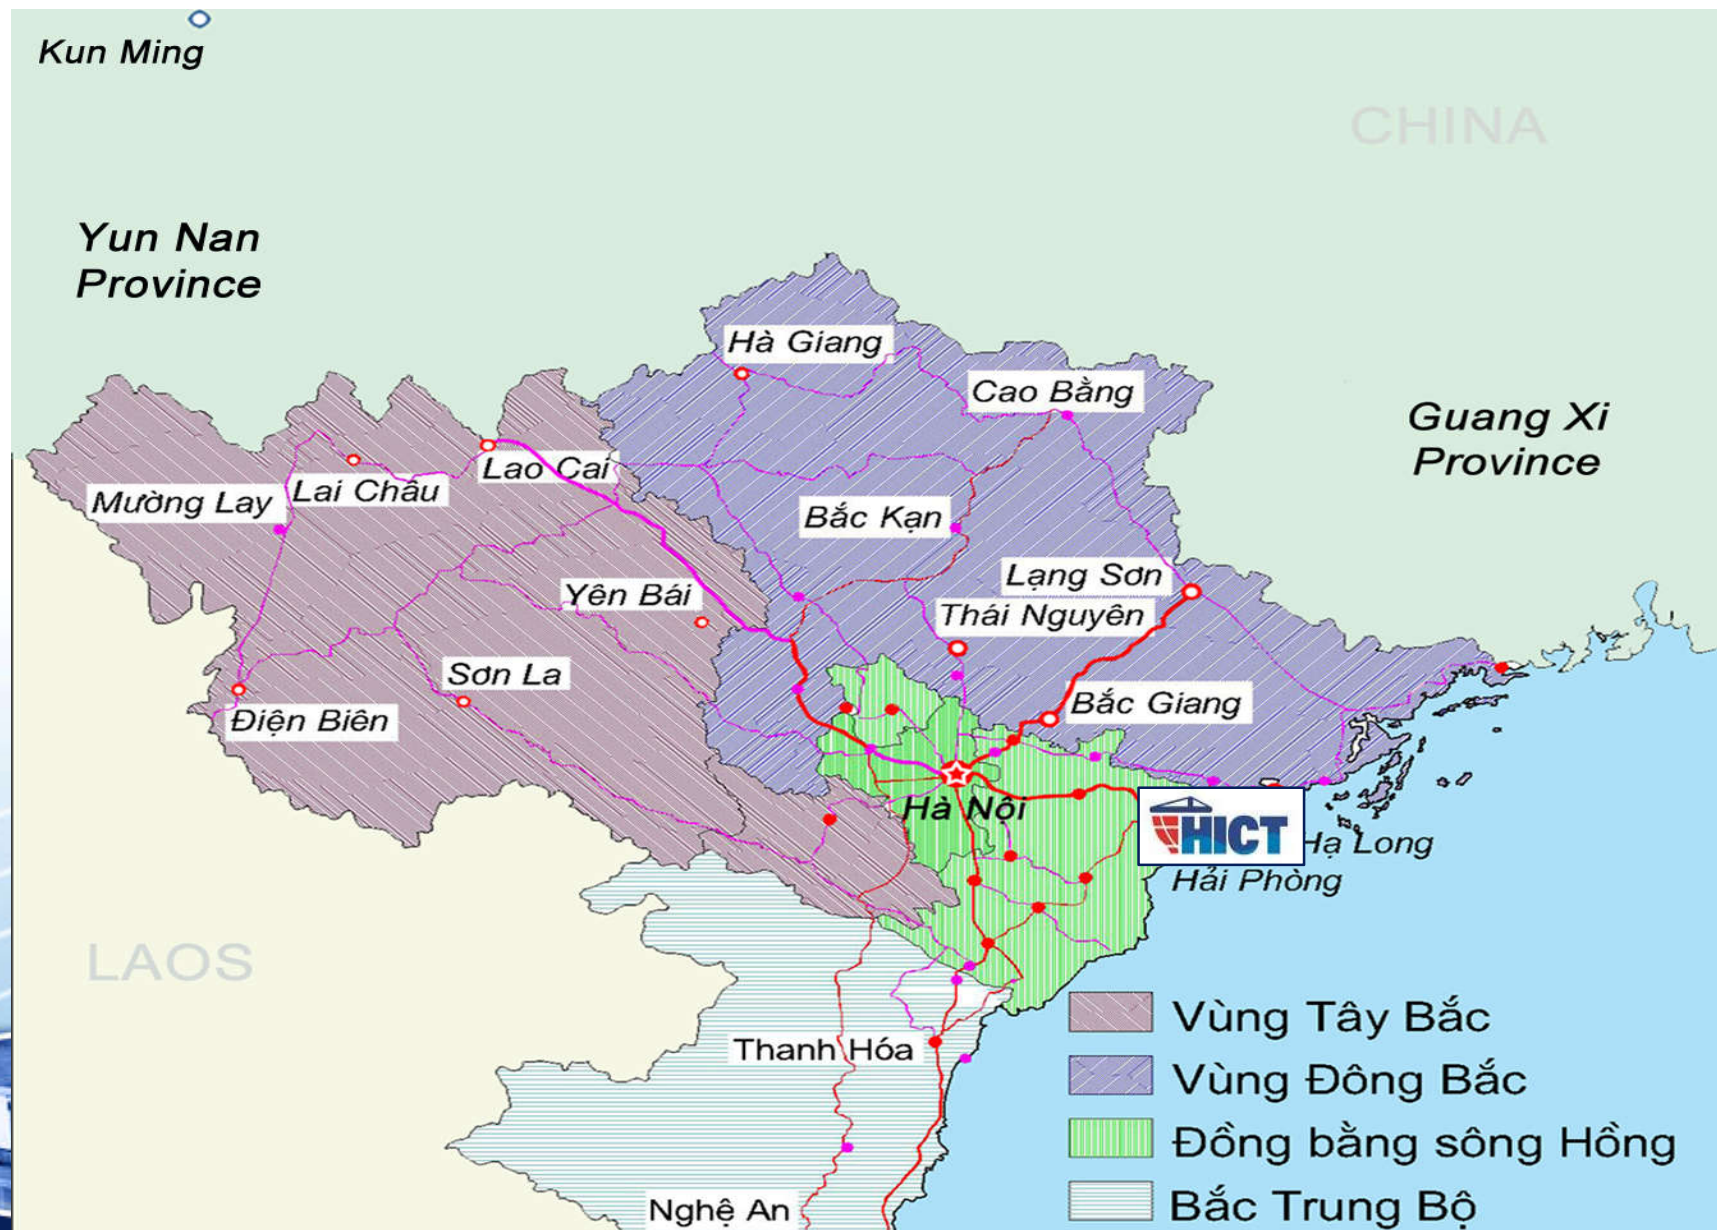 Kun Ming
CHINA
Yun Nan
Province
Hà Giang
Cao Bằng
Guang Xi
Province
Lao Cai
Lai Châu
Mường Lay
Bắc Kạn
Lạng Sơn
Yên Bái
Thái Nguyên
Sơn La
Bắc Giang
Điện Biên
Hà Nội
HICT
Hạ Long
Hải Phòng
LAOS
Vùng Tây Bắc
Thanh Hóa
Vùng Đông Bắc
Đồng bằng sông Hồng
Nghệ An
Bắc Trung Bộ